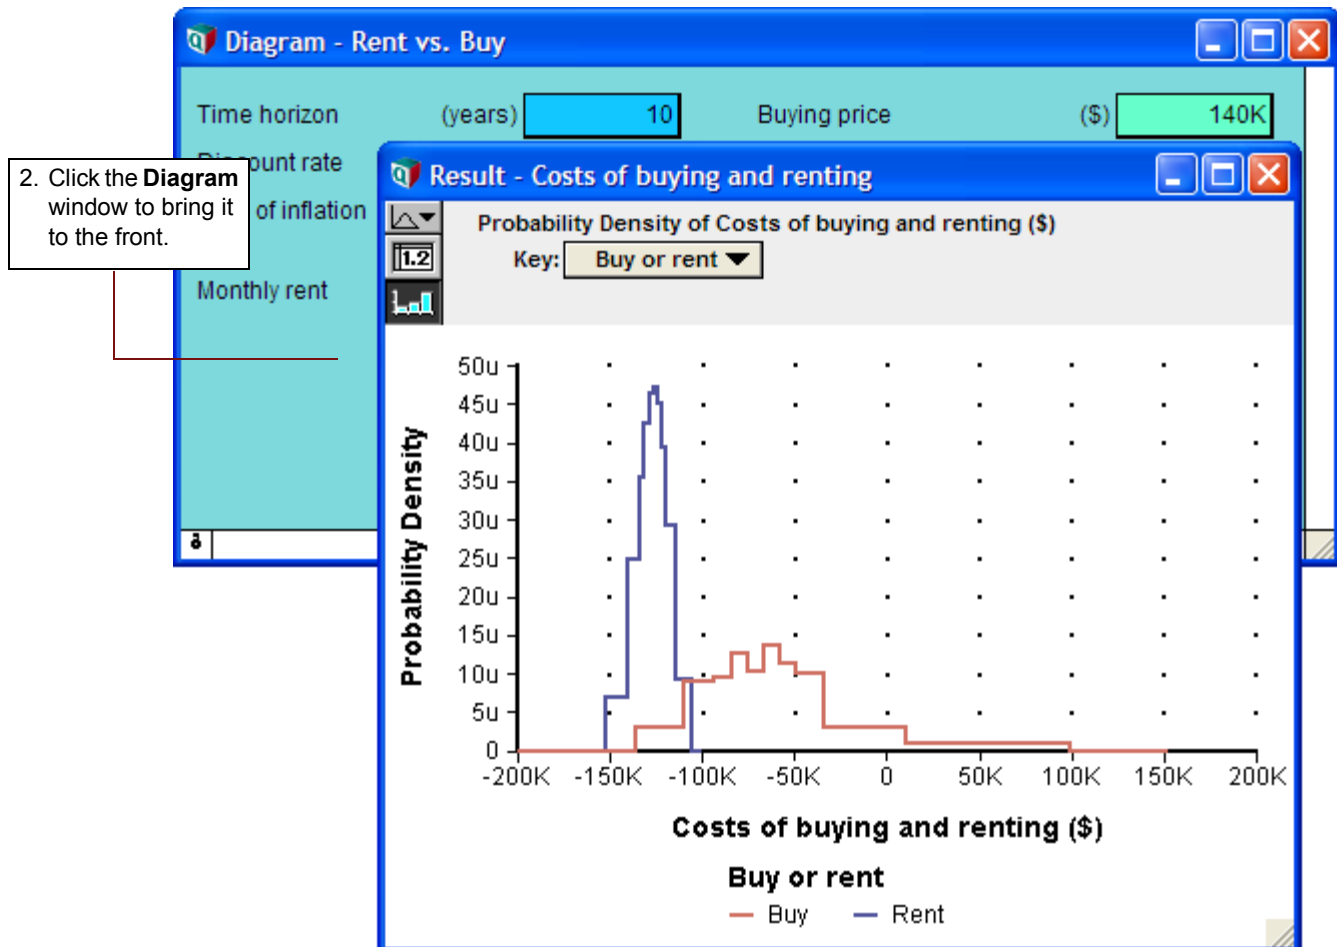 Diagram - Rent vs. Buy
Time horizon (years) 10 Buying price ($) 140K
ount rate
of inflation
Monthly rent
2. Click the Diagram
window to bring it
to the front.
Result - Costs of buying and renting
Probability Density of Costs of buying and renting ($)
1.2
Key: Buy or rent
Probability Density
50u
45u
40u
35u
30u
25u
20u
15u
10u
5u
0
-200K -150K -100K -50K 0 50K 100K 150K 200K
Costs of buying and renting ($)
Buy or rent
Buy Rent